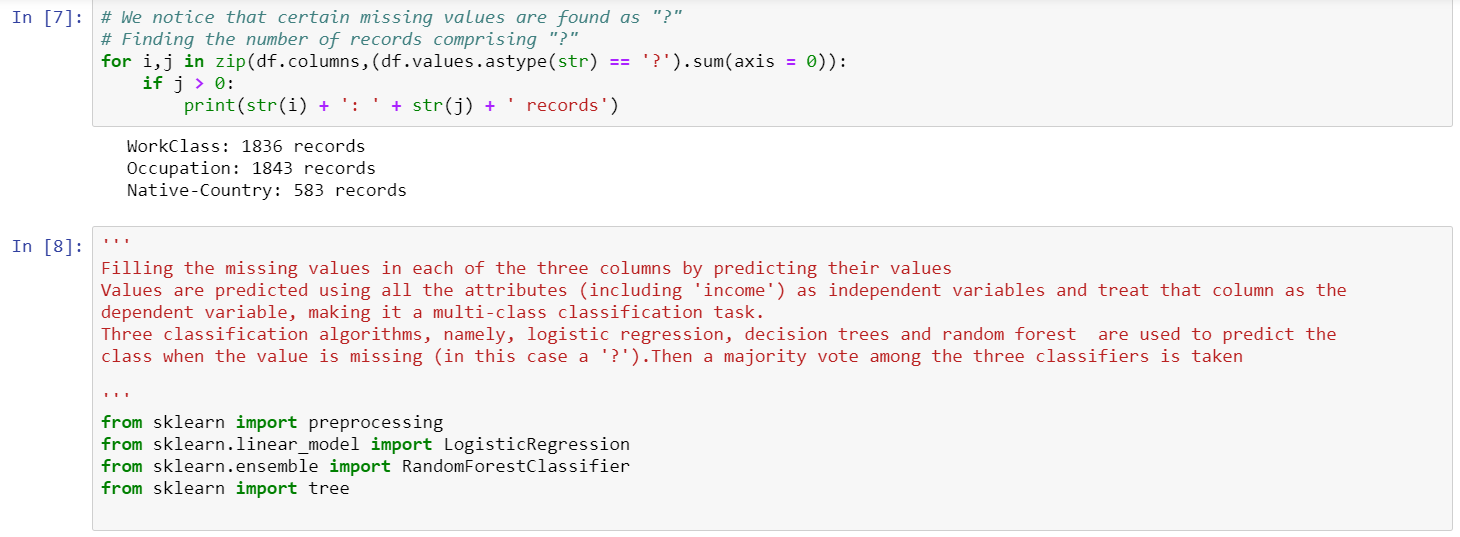 In [7]: # We notice that certain missing values are found as "?"
# Finding the number of records comprising "?"
for i,j in zip(df.columns,(df.values.astype(str) == '?').sum(axis = 0)):
    if j > 0:
        print(str(i) + ': ' + str(j) + ' records')
WorkClass: 1836 records
Occupation: 1843 records
Native-Country: 583 records
In [8]: '''
Filling the missing values in each of the three columns by predicting their values
Values are predicted using all the attributes (including 'income') as independent variables and treat that column as the
dependent variable, making it a multi-class classification task.
Three classification algorithms, namely, logistic regression, decision trees and random forest  are used to predict the
class when the value is missing (in this case a '?').Then a majority vote among the three classifiers is taken
'''
from sklearn import preprocessing
from sklearn.linear_model import LogisticRegression
from sklearn.ensemble import RandomForestClassifier
from sklearn import tree